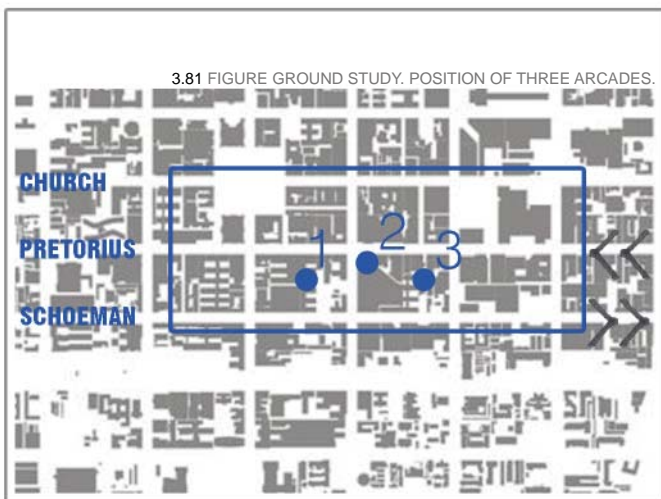 3.81 FIGURE GROUND STUDY. POSITION OF THREE ARCADES.
CHURCH
PRETORIUS
SCHOEMAN
1
2
3